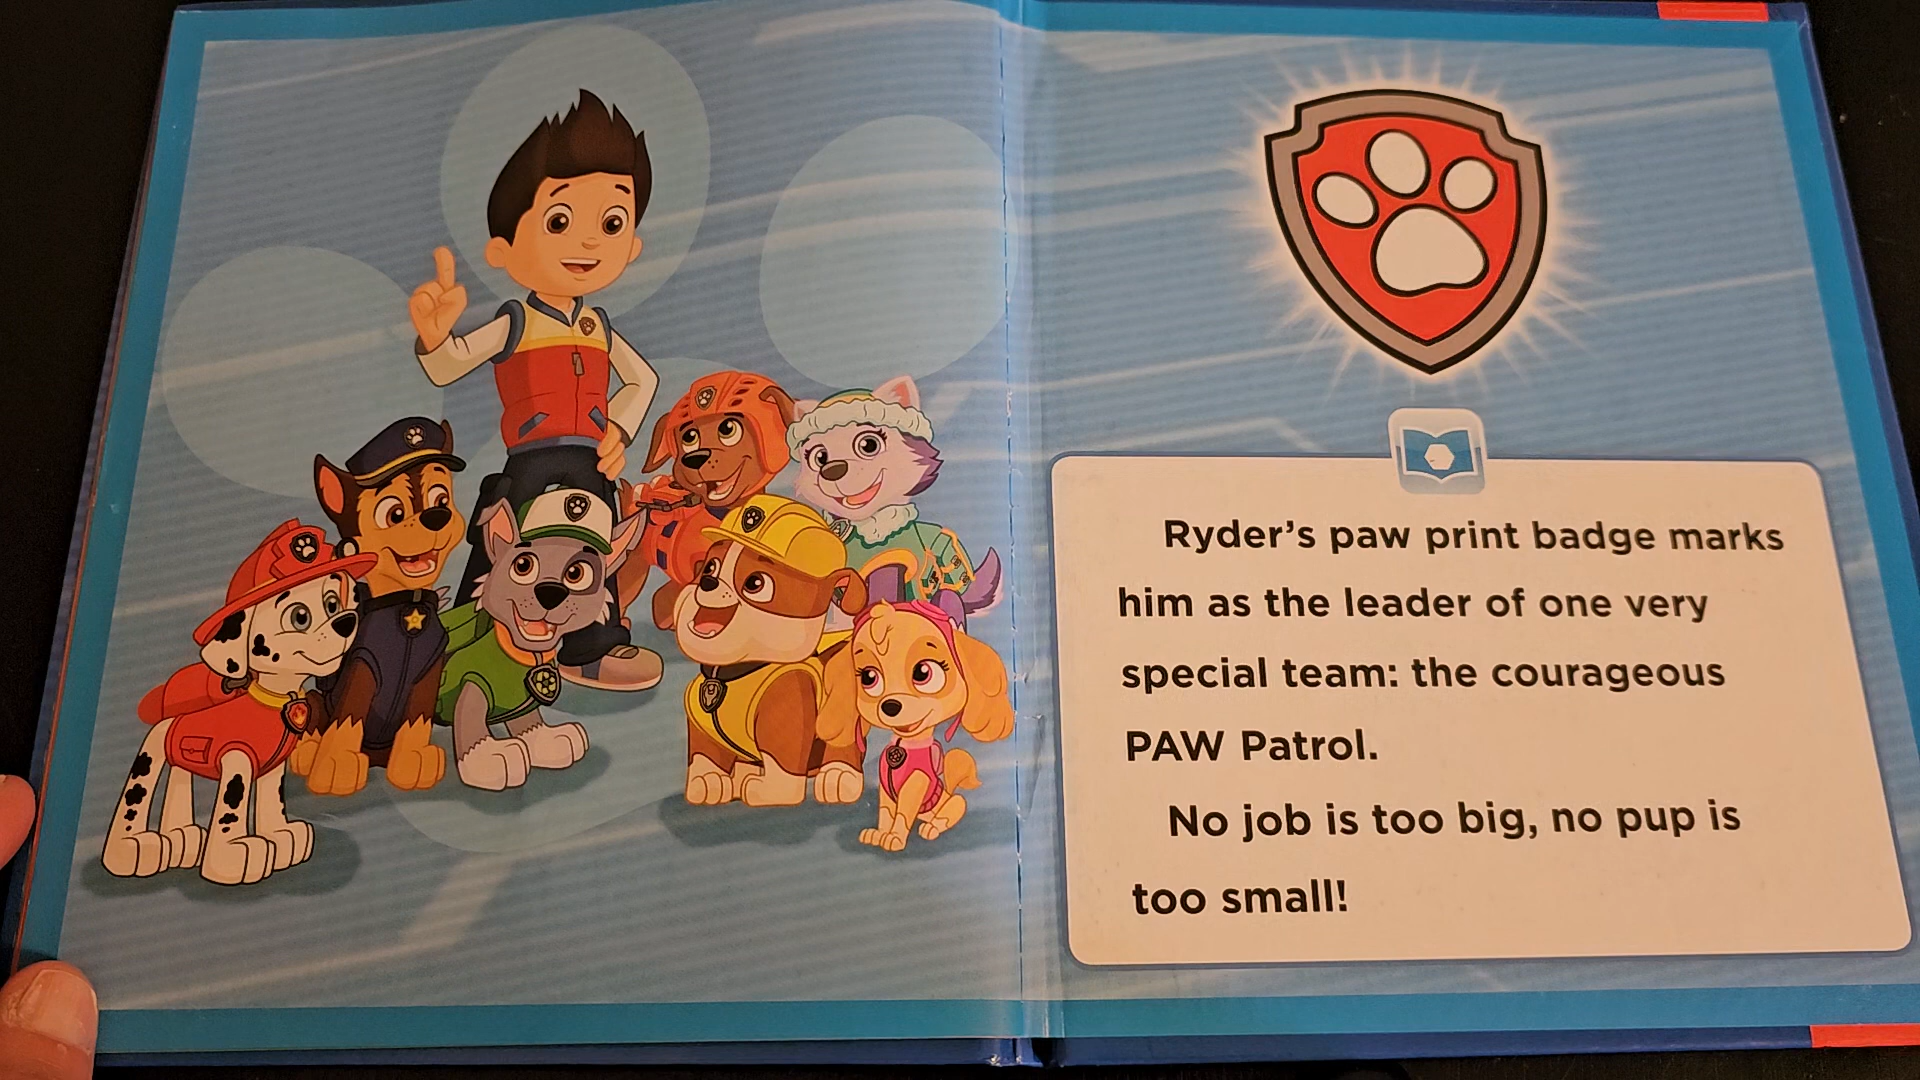 Ryder's paw print badge marks
him as the leader of one very
special team: the courageous
PAW Patrol.
No job is too big, no pup is
too small!